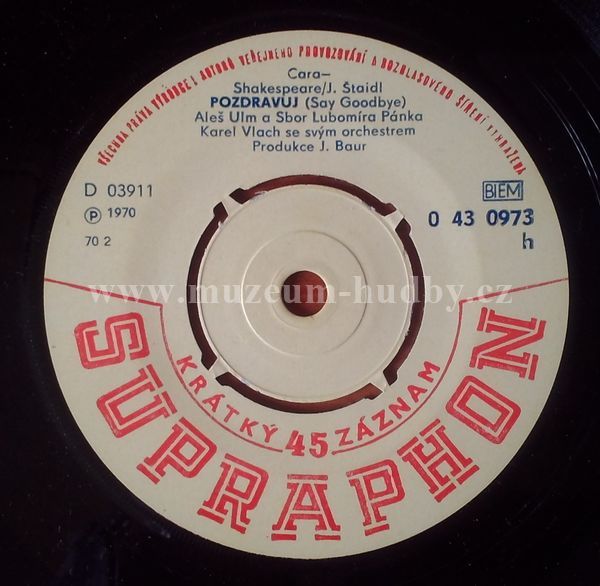 VŠECHNA PRÁVA VÝROBCE I AUTORŮ VEŘEJNÉHO PROVOZOVÁNÍ A ROZHLASOVÉHO ŠÍŘENÍ VYHRAŽENA
Cara—
Shakespeare/J. Štaidl
POZDRAVUJ (Say Goodbye)
Aleš Ulm a Sbor Lubomíra Pánka
Karel Vlach se svým orchestrem
Produkce J. Baur
D 03911
BIEM
℗ 1970
0 43 0973
70 2
h
www.muzeum-hudby.cz
KRÁTKÝ 45 ZÁZNAM
SUPRAPHON